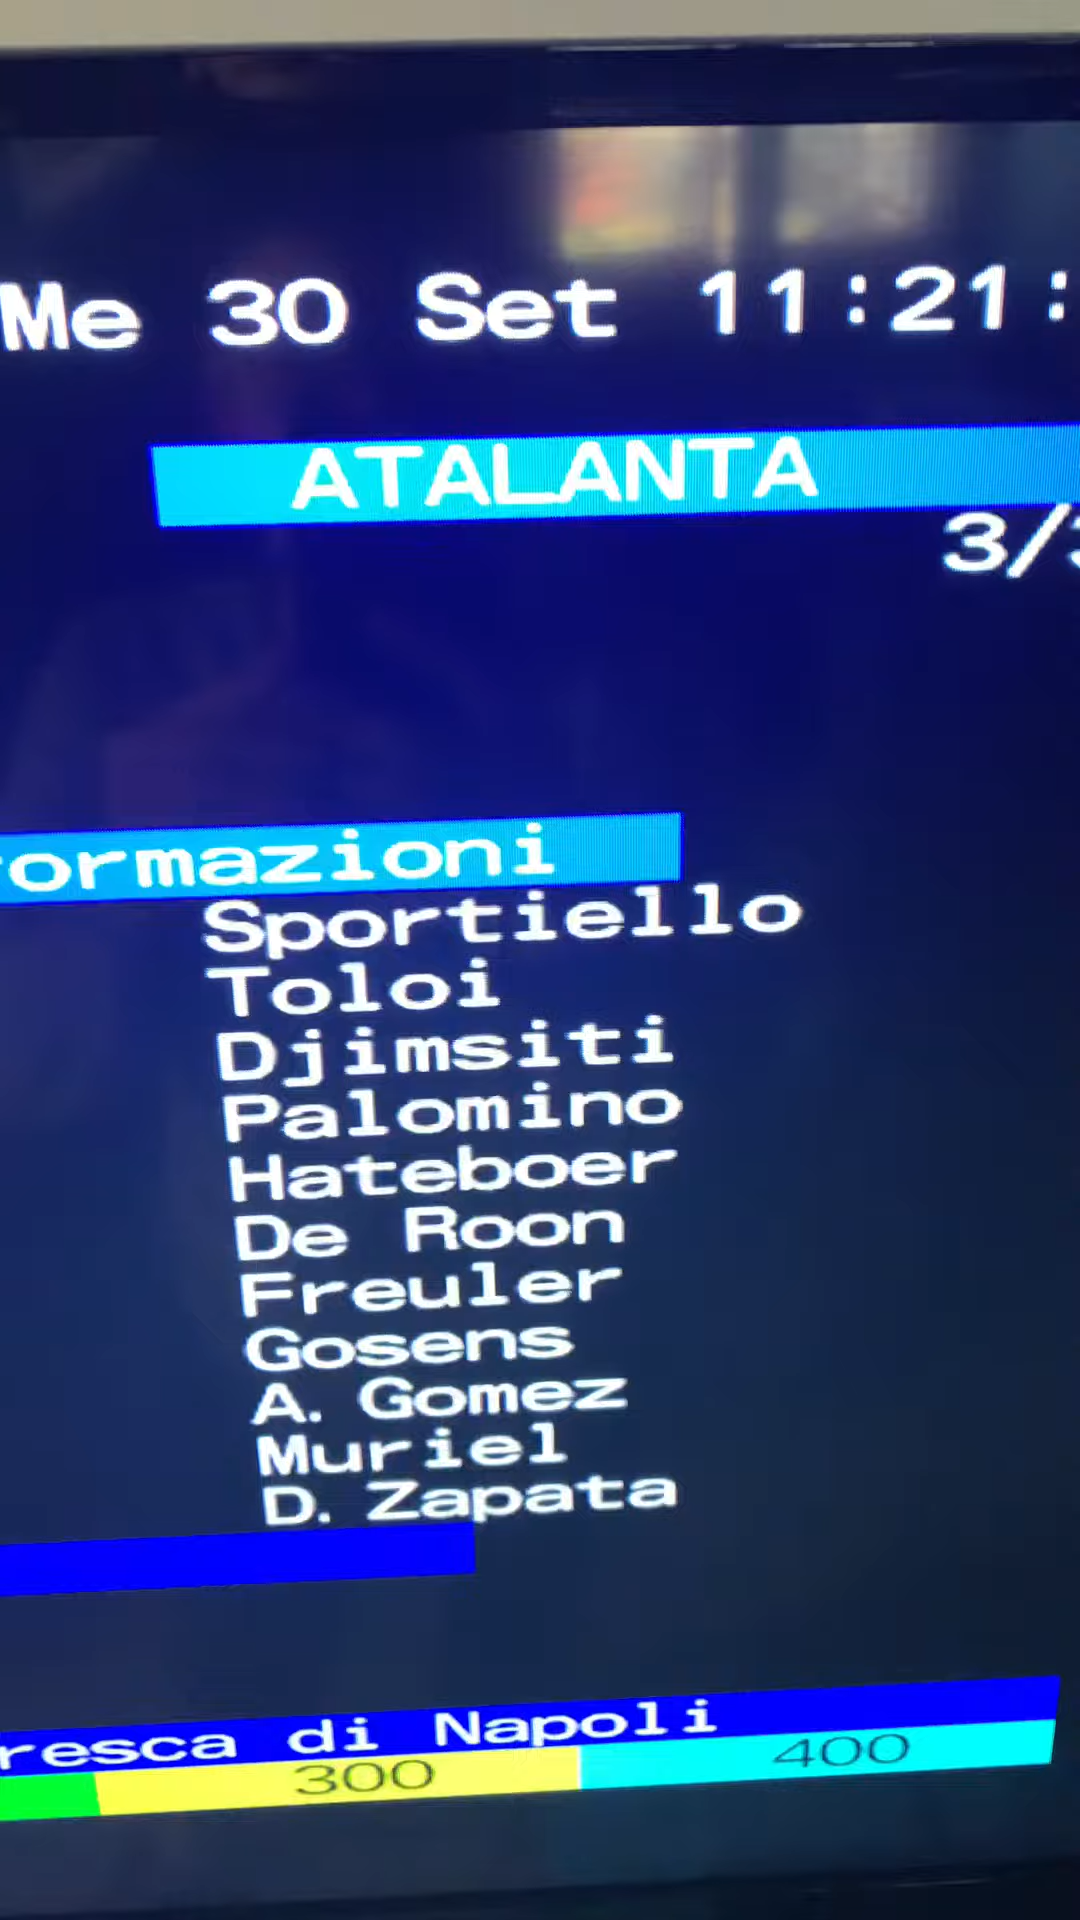 Me 30 Set 11:21:
ATALANTA
3/3
ormazioni
Sportiello
Toloi
Djimsiti
Palomino
Hateboer
De Roon
Freuler
Gosens
A. Gomez
Muriel
D. Zapata
resca di Napoli
300 400